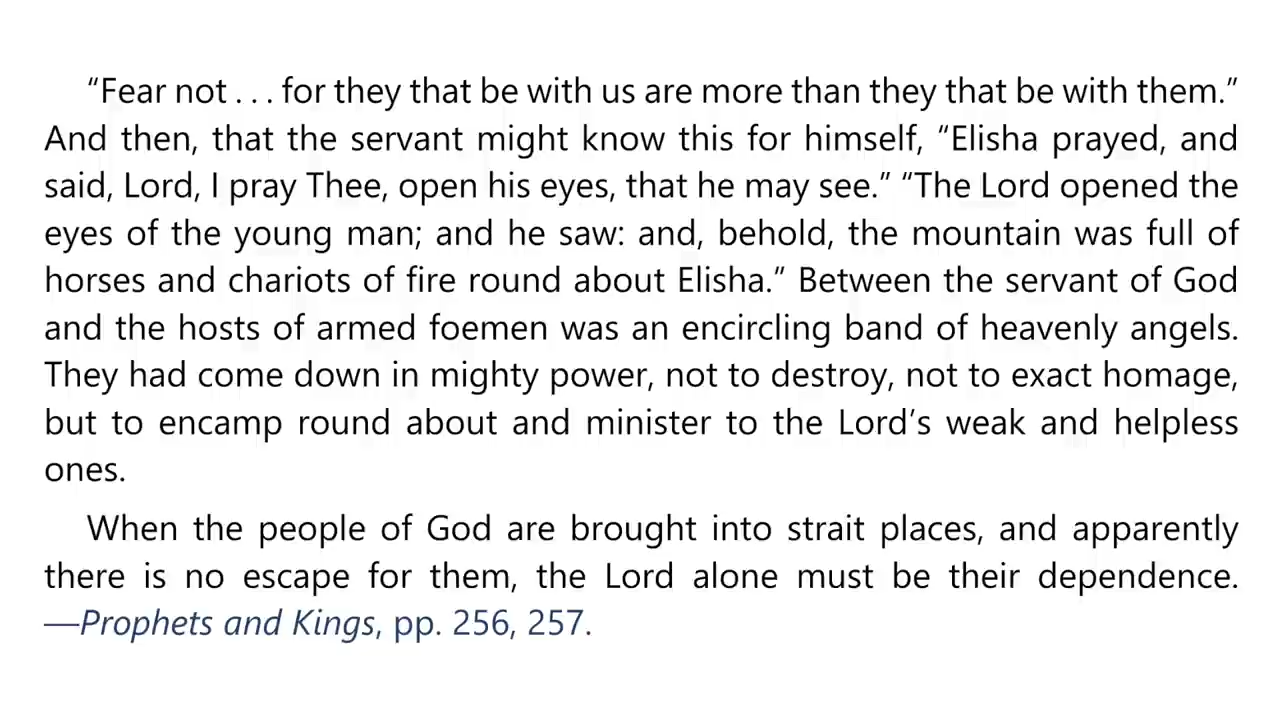 “Fear not . . . for they that be with us are more than they that be with them.”
And then, that the servant might know this for himself, “Elisha prayed, and
said, Lord, I pray Thee, open his eyes, that he may see.” “The Lord opened the
eyes of the young man; and he saw: and, behold, the mountain was full of
horses and chariots of fire round about Elisha.” Between the servant of God
and the hosts of armed foemen was an encircling band of heavenly angels.
They had come down in mighty power, not to destroy, not to exact homage,
but to encamp round about and minister to the Lord’s weak and helpless
ones.
When the people of God are brought into strait places, and apparently
there is no escape for them, the Lord alone must be their dependence.
—Prophets and Kings, pp. 256, 257.